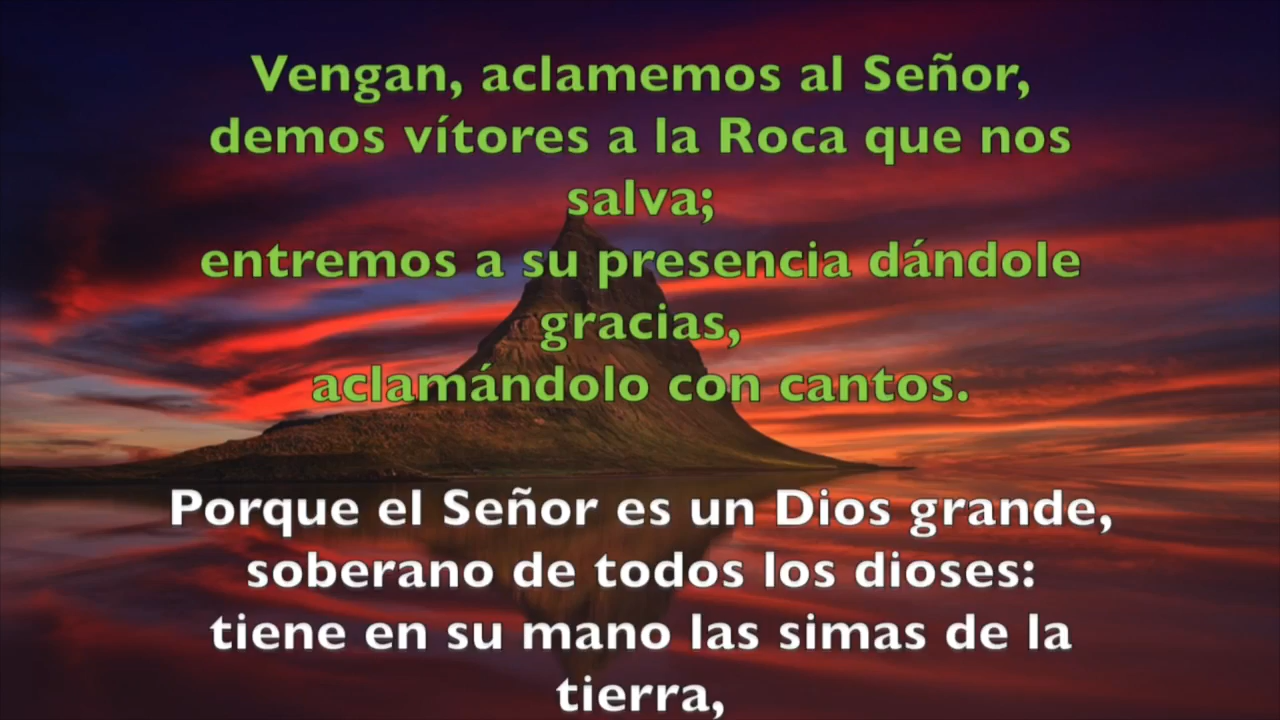 Vengan, aclamemos al Señor,
demos vítores a la Roca que nos
salva;
entremos a su presencia dándole
gracias,
aclamándolo con cantos.
Porque el Señor es un Dios grande,
soberano de todos los dioses:
tiene en su mano las simas de la
tierra,